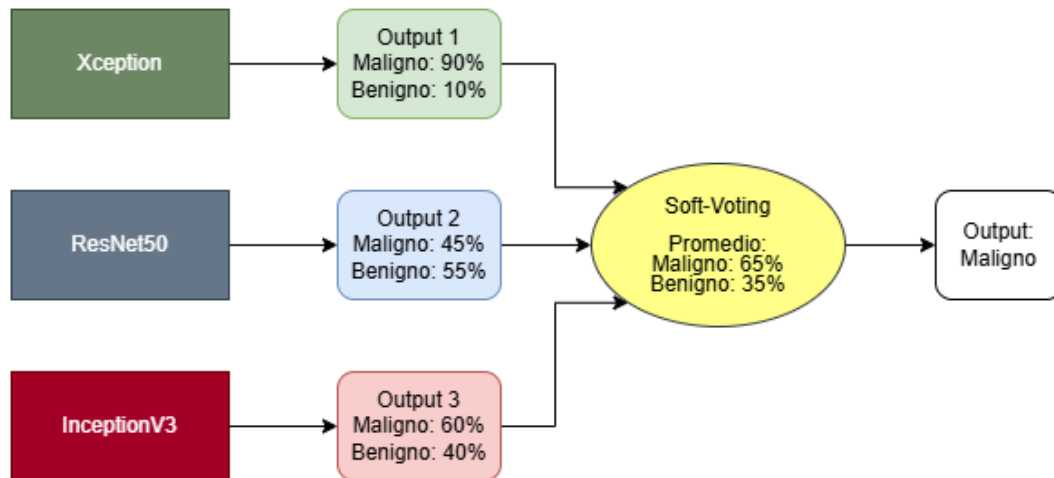 Xception
Output 1
Maligno: 90%
Benigno: 10%
ResNet50
Output 2
Maligno: 45%
Benigno: 55%
InceptionV3
Output 3
Maligno: 60%
Benigno: 40%
Soft-Voting
Promedio:
Maligno: 65%
Benigno: 35%
Output:
Maligno